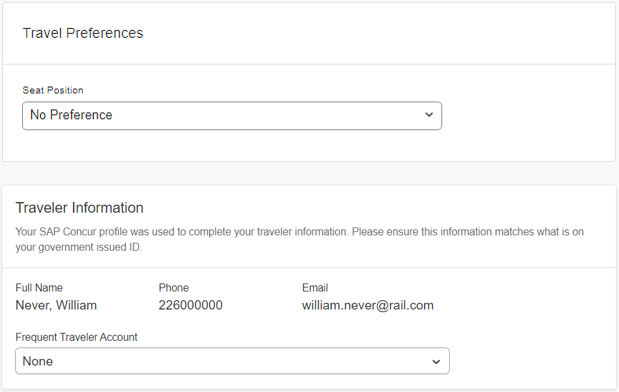 Travel Preferences
Seat Position
No Preference
Traveler Information
Your SAP Concur profile was used to complete your traveler information. Please ensure this information matches what is on
your government issued ID.
Full Name Phone Email
Never, William 226000000 william.never@rail.com
Frequent Traveler Account
None